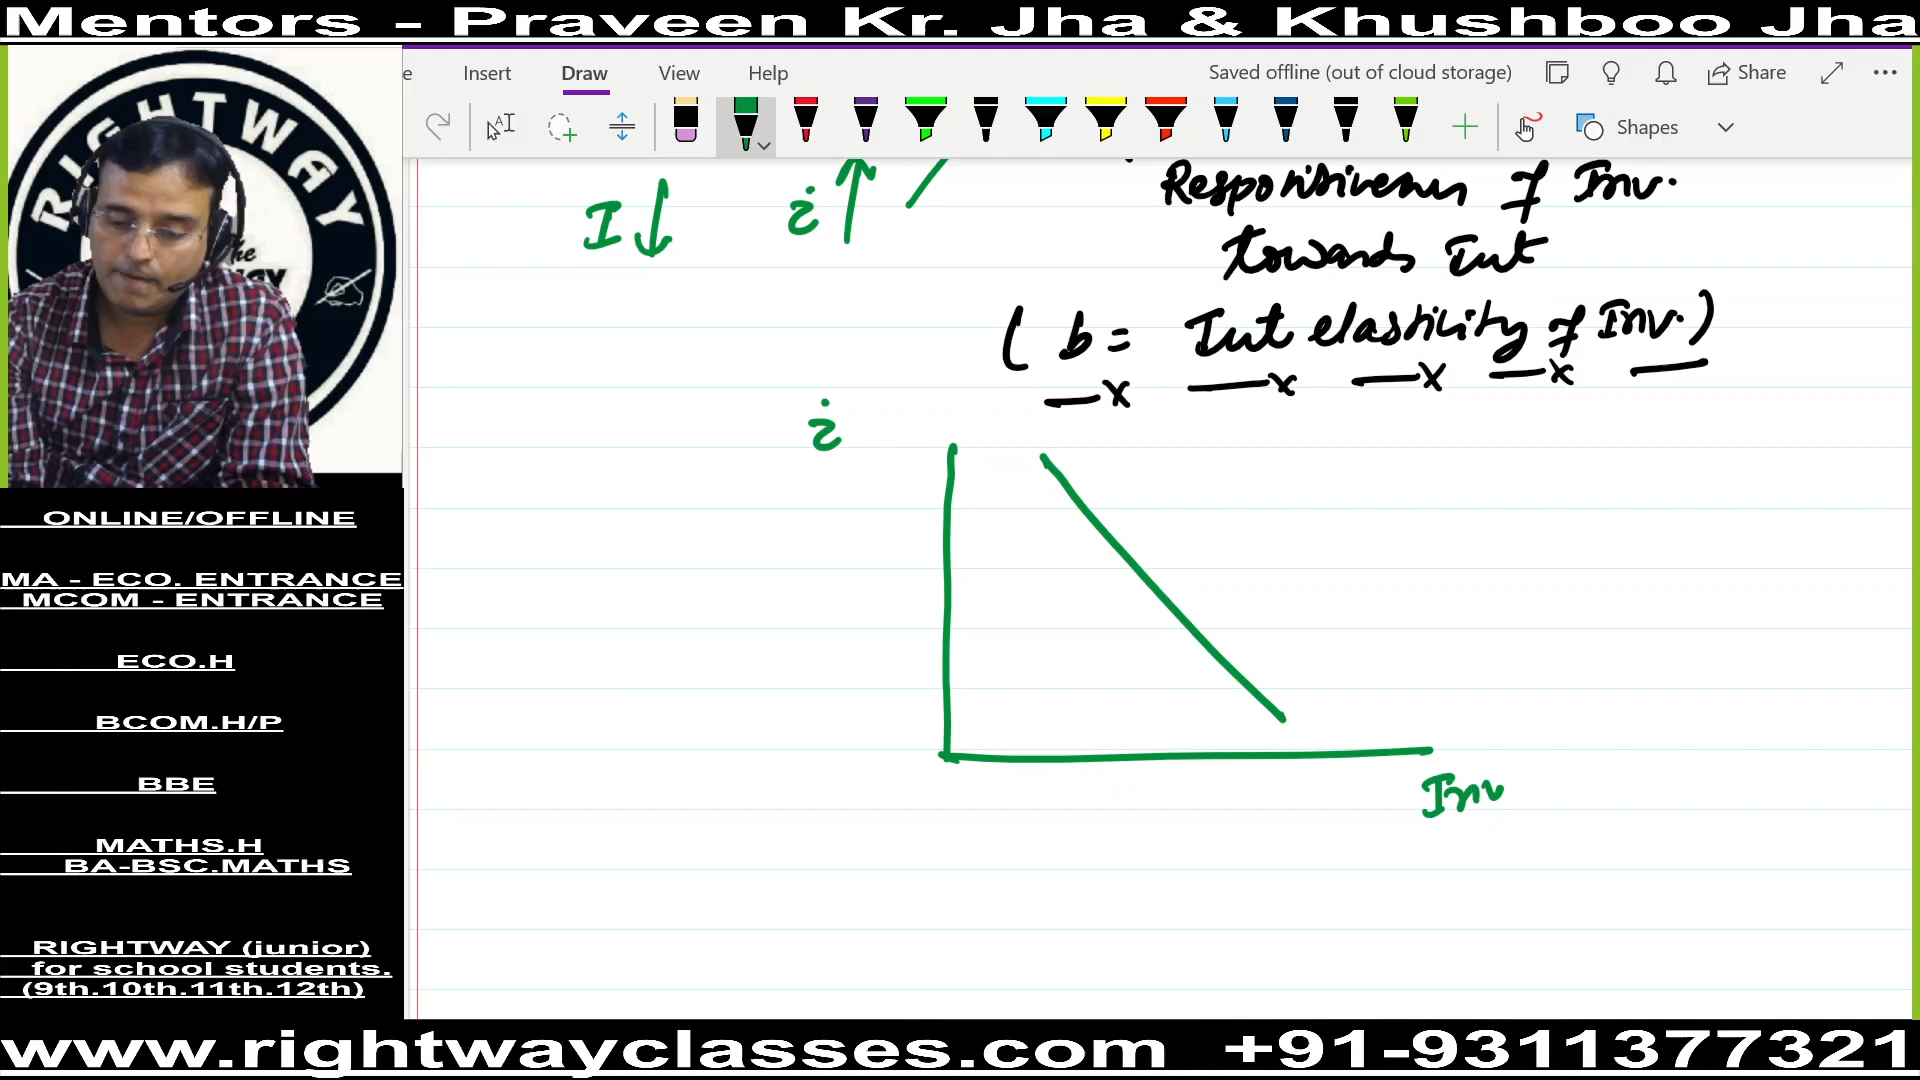 Mentors - Praveen Kr. Jha & Khushboo Jha
e Insert Draw View Help
Saved offline (out of cloud storage)
Share
Shapes
RIGHTWAY
The
ONLINE/OFFLINE
MA - ECO. ENTRANCE
MCOM - ENTRANCE
ECO.H
BCOM.H/P
BBE
MATHS.H
BA-BSC.MATHS
RIGHTWAY (junior)
for school students.
(9th.10th.11th.12th)
I↓ i↑
of Inv.
towards Int
( b = Int elasticity of Inv. )
i
Inv
www.rightwayclasses.com +91-9311377321